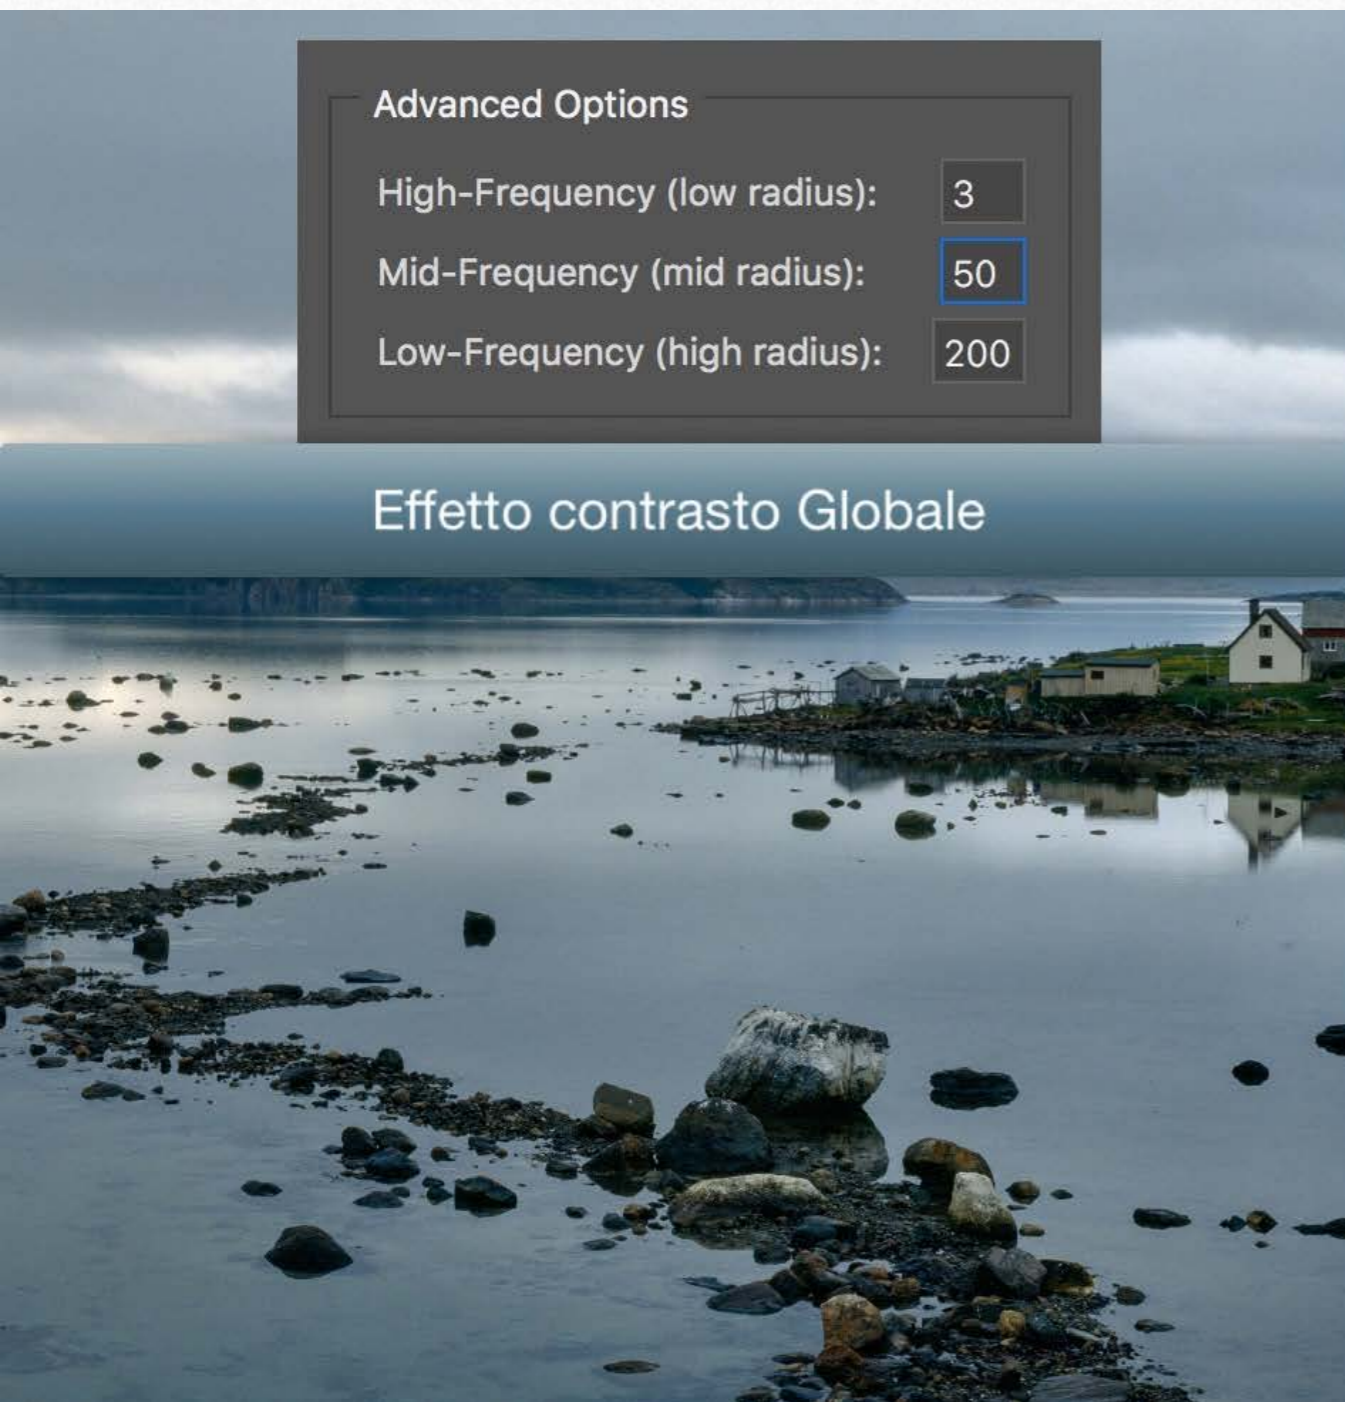 Advanced Options
High-Frequency (low radius): 3
Mid-Frequency (mid radius): 50
Low-Frequency (high radius): 200
Effetto contrasto Globale